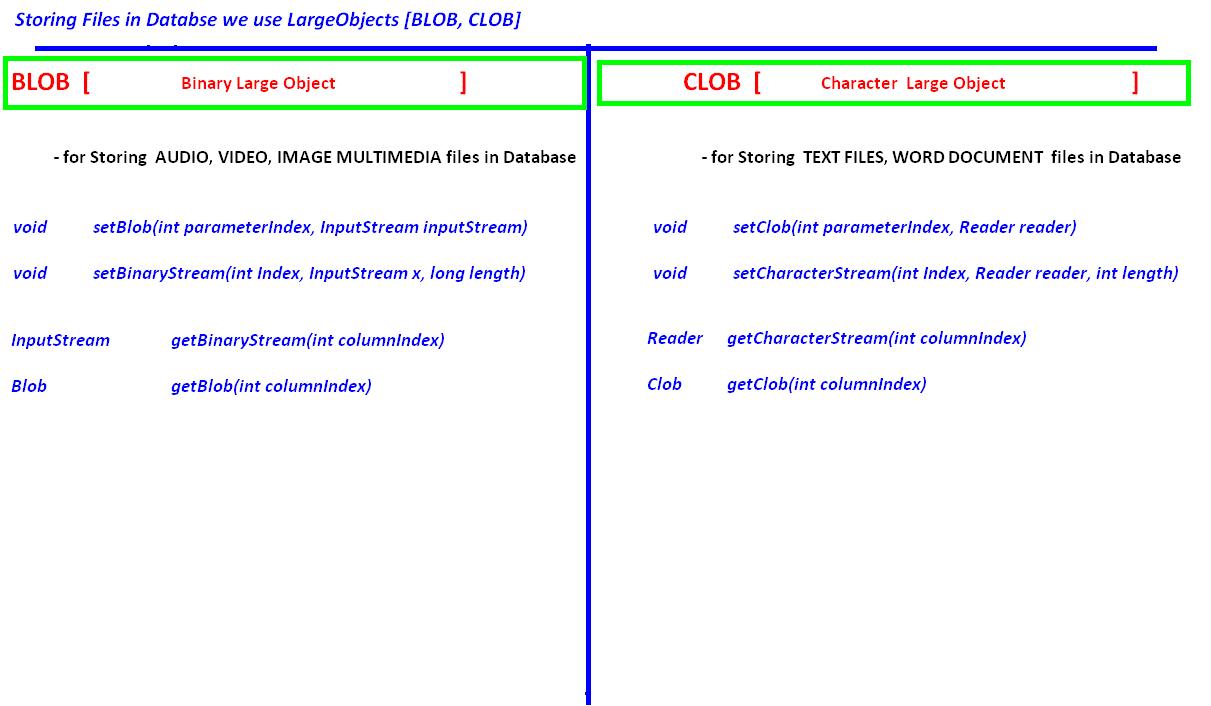 Storing Files in Databse we use LargeObjects [BLOB, CLOB]
BLOB [ Binary Large Object ]
- for Storing AUDIO, VIDEO, IMAGE MULTIMEDIA files in Database
void setBlob(int parameterIndex, InputStream inputStream)
void setBinaryStream(int Index, InputStream x, long length)
InputStream getBinaryStream(int columnIndex)
Blob getBlob(int columnIndex)
CLOB [ Character Large Object ]
- for Storing TEXT FILES, WORD DOCUMENT files in Database
void setClob(int parameterIndex, Reader reader)
void setCharacterStream(int Index, Reader reader, int length)
Reader getCharacterStream(int columnIndex)
Clob getClob(int columnIndex)